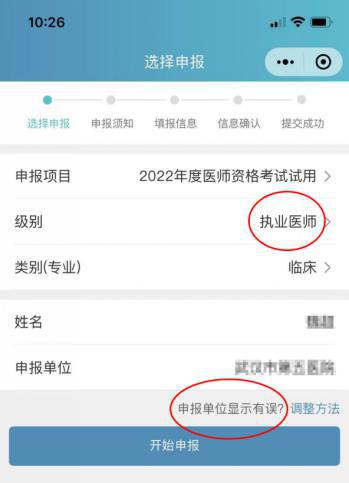 10:26
选择申报
选择申报 申报须知 填报信息 信息确认 提交成功
申报项目 2022年度医师资格考试试用
级别 执业医师
类别(专业) 临床
姓名
申报单位
申报单位显示有误? 调整方法
开始申报